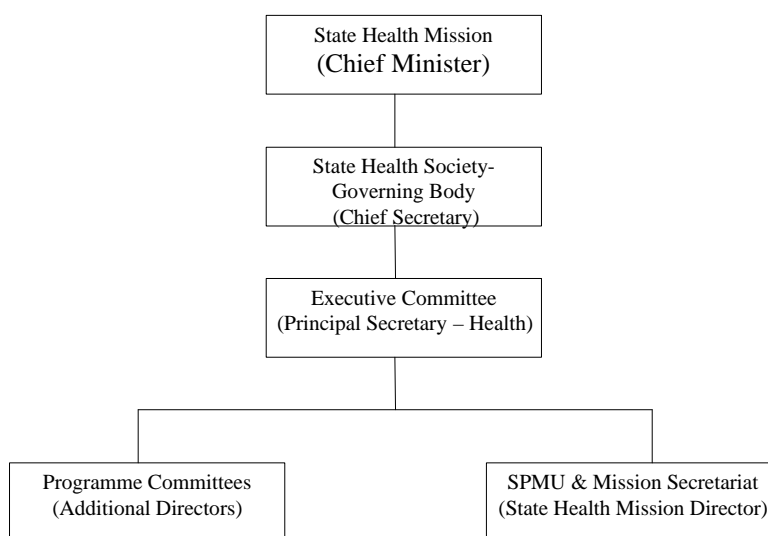 State Health Mission
(Chief Minister)
State Health Society-
Governing Body
(Chief Secretary)
Executive Committee
(Principal Secretary – Health)
Programme Committees
(Additional Directors)
SPMU & Mission Secretariat
(State Health Mission Director)